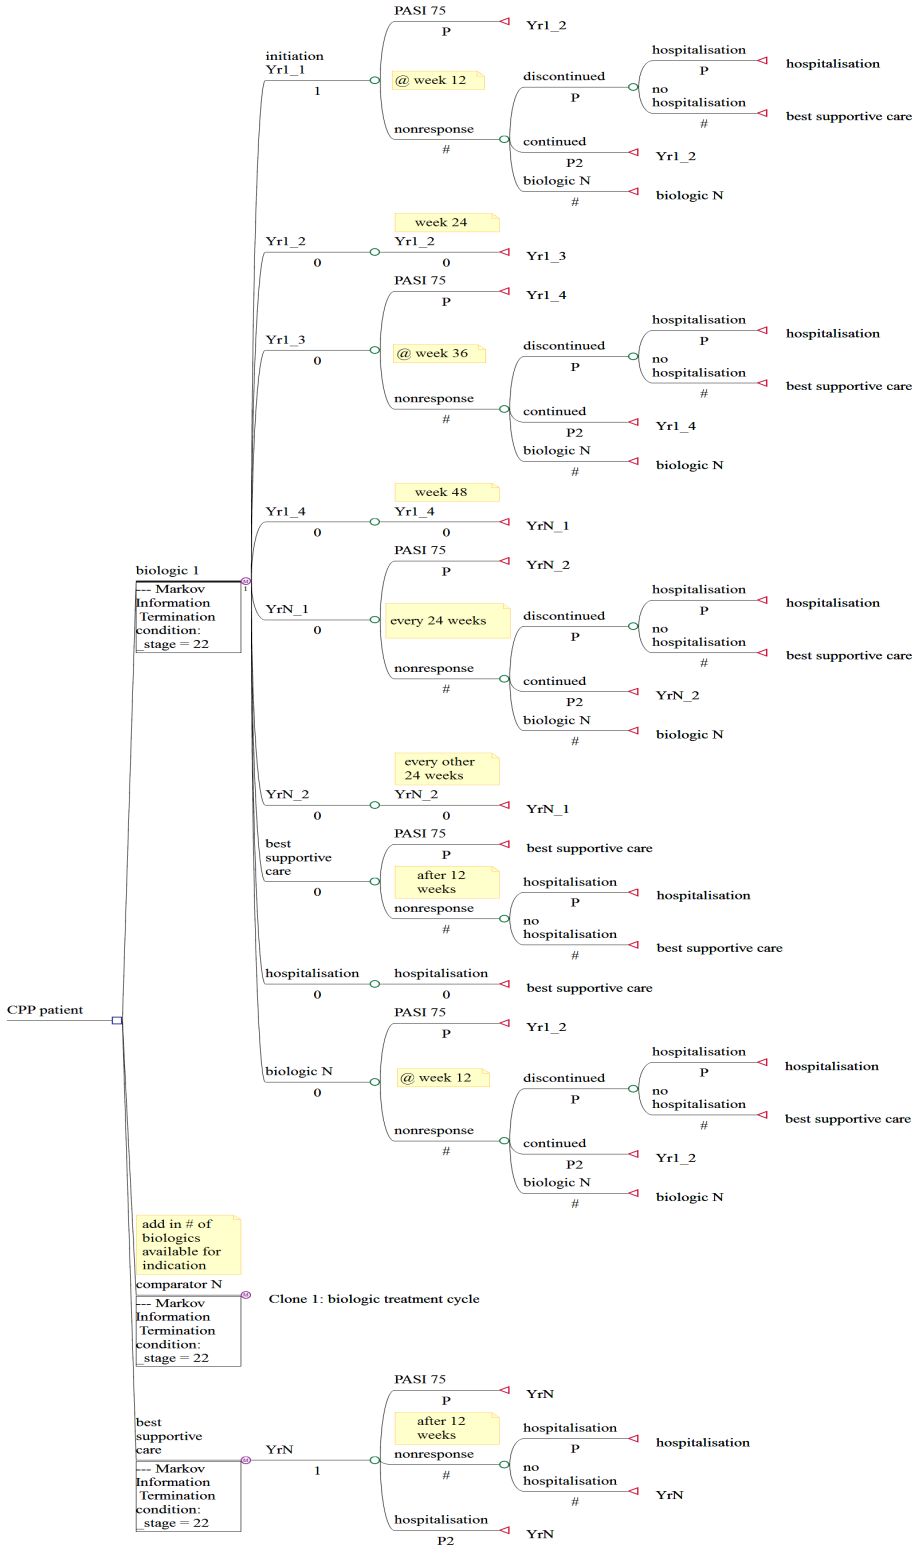 PASI 75
P
Yr1_2
initiation
Yr1_1
1
@ week 12
nonresponse
#
discontinued
P
hospitalisation
P
hospitalisation
no
hospitalisation
#
best supportive care
continued
P2
Yr1_2
biologic N
#
biologic N
week 24
Yr1_2
0
Yr1_2
0
Yr1_3
PASI 75
P
Yr1_4
Yr1_3
0
@ week 36
nonresponse
#
discontinued
P
hospitalisation
P
hospitalisation
no
hospitalisation
#
best supportive care
continued
P2
Yr1_4
biologic N
#
biologic N
week 48
Yr1_4
0
Yr1_4
0
YrN_1
biologic 1
--- Markov
Information
Termination
condition:
_stage = 22
1
PASI 75
P
YrN_2
YrN_1
0
every 24 weeks
nonresponse
#
discontinued
P
hospitalisation
P
hospitalisation
no
hospitalisation
#
best supportive care
continued
P2
YrN_2
biologic N
#
biologic N
every other
24 weeks
YrN_2
0
YrN_2
0
YrN_1
best
supportive
care
0
PASI 75
P
best supportive care
after 12
weeks
nonresponse
#
hospitalisation
P
hospitalisation
no
hospitalisation
#
best supportive care
hospitalisation
0
hospitalisation
0
best supportive care
CPP patient
PASI 75
P
Yr1_2
biologic N
0
@ week 12
nonresponse
#
discontinued
P
hospitalisation
P
hospitalisation
no
hospitalisation
#
best supportive care
continued
P2
Yr1_2
biologic N
#
biologic N
add in # of
biologics
available for
indication
comparator N
--- Markov
Information
Termination
condition:
_stage = 22
Clone 1: biologic treatment cycle
best
supportive
care
--- Markov
Information
Termination
condition:
_stage = 22
YrN
1
PASI 75
P
YrN
after 12
weeks
nonresponse
#
hospitalisation
P
hospitalisation
no
hospitalisation
#
YrN
hospitalisation
P2
YrN